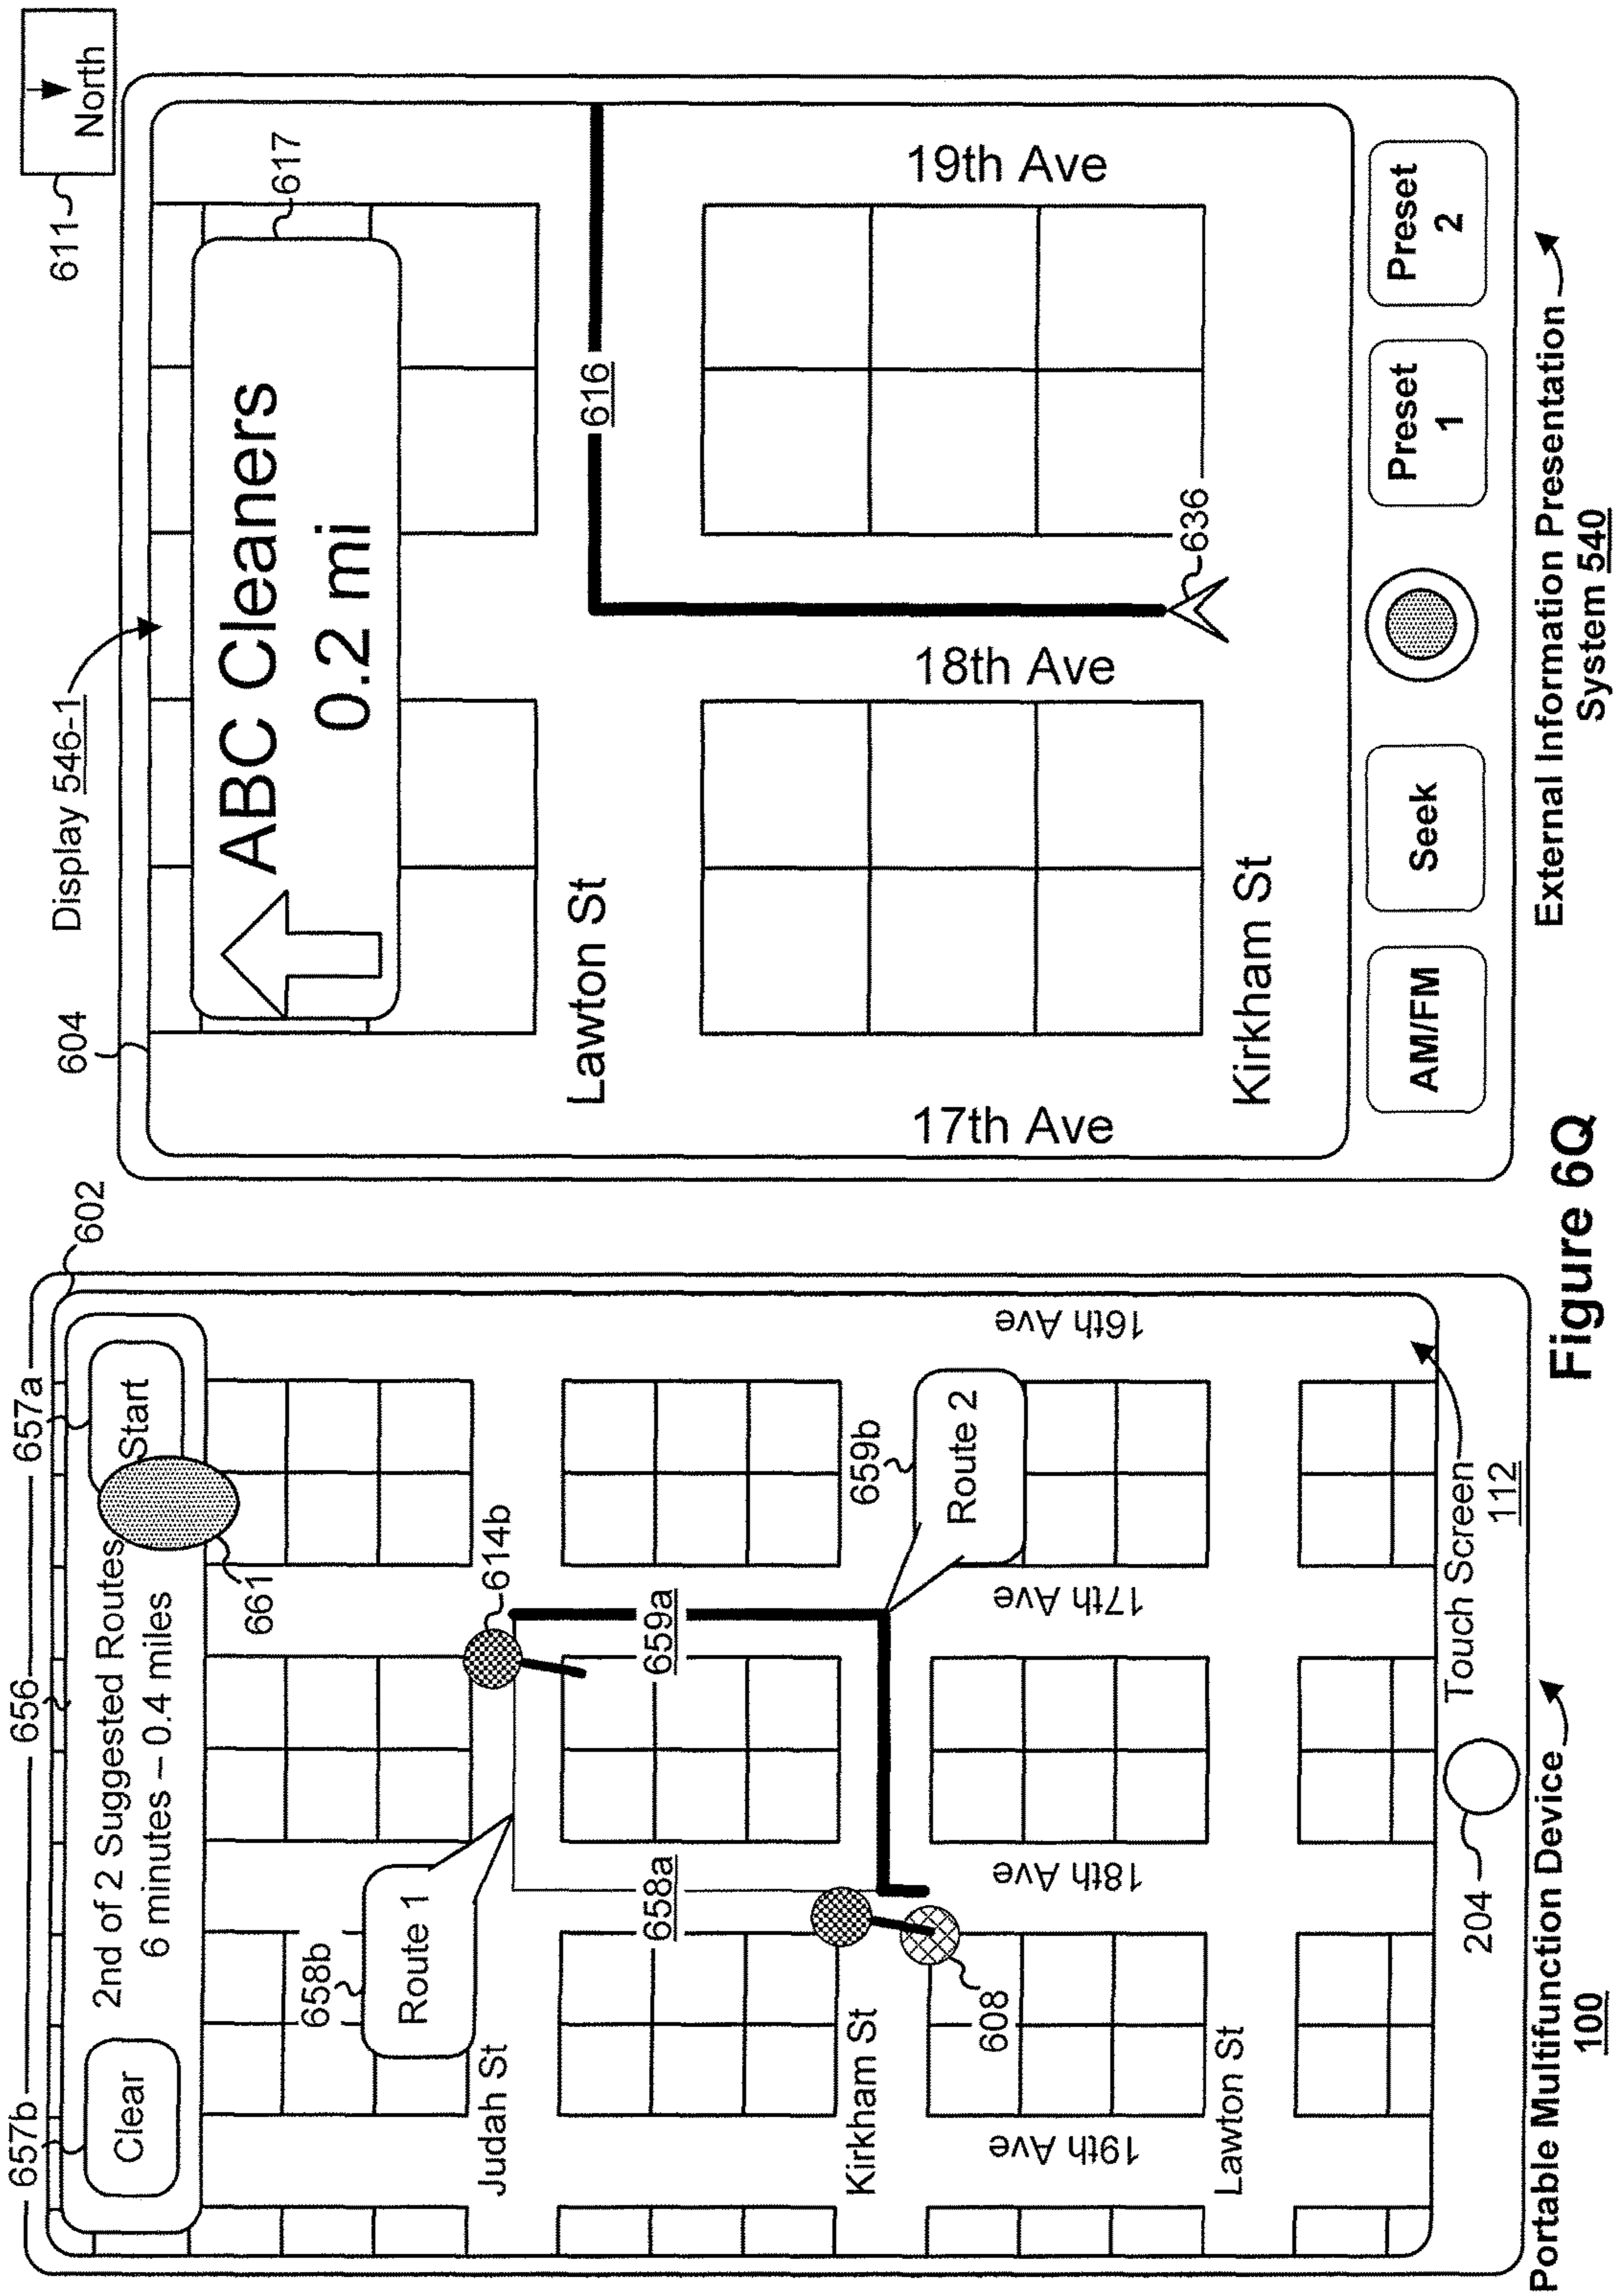 657b
656
657a
602
Clear
2nd of 2 Suggested Routes
6 minutes – 0.4 miles
Start
661
658b
Route 1
614b
Judah St
658a
659a
659b
Route 2
Kirkham St
608
19th Ave
18th Ave
17th Ave
16th Ave
Lawton St
204
Touch Screen
112
Portable Multifunction Device
100
604
Display 546-1
611
North
ABC Cleaners
0.2 mi
617
Lawton St
616
17th Ave
18th Ave
19th Ave
636
Kirkham St
AM/FM
Seek
Preset
1
Preset
2
External Information Presentation
System 540
Figure 6Q